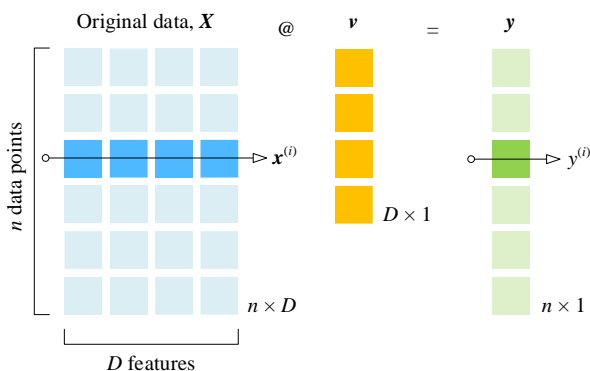 Original data, X @ v = y
n data points
x^(i)
y^(i)
D × 1
n × D
n × 1
D features